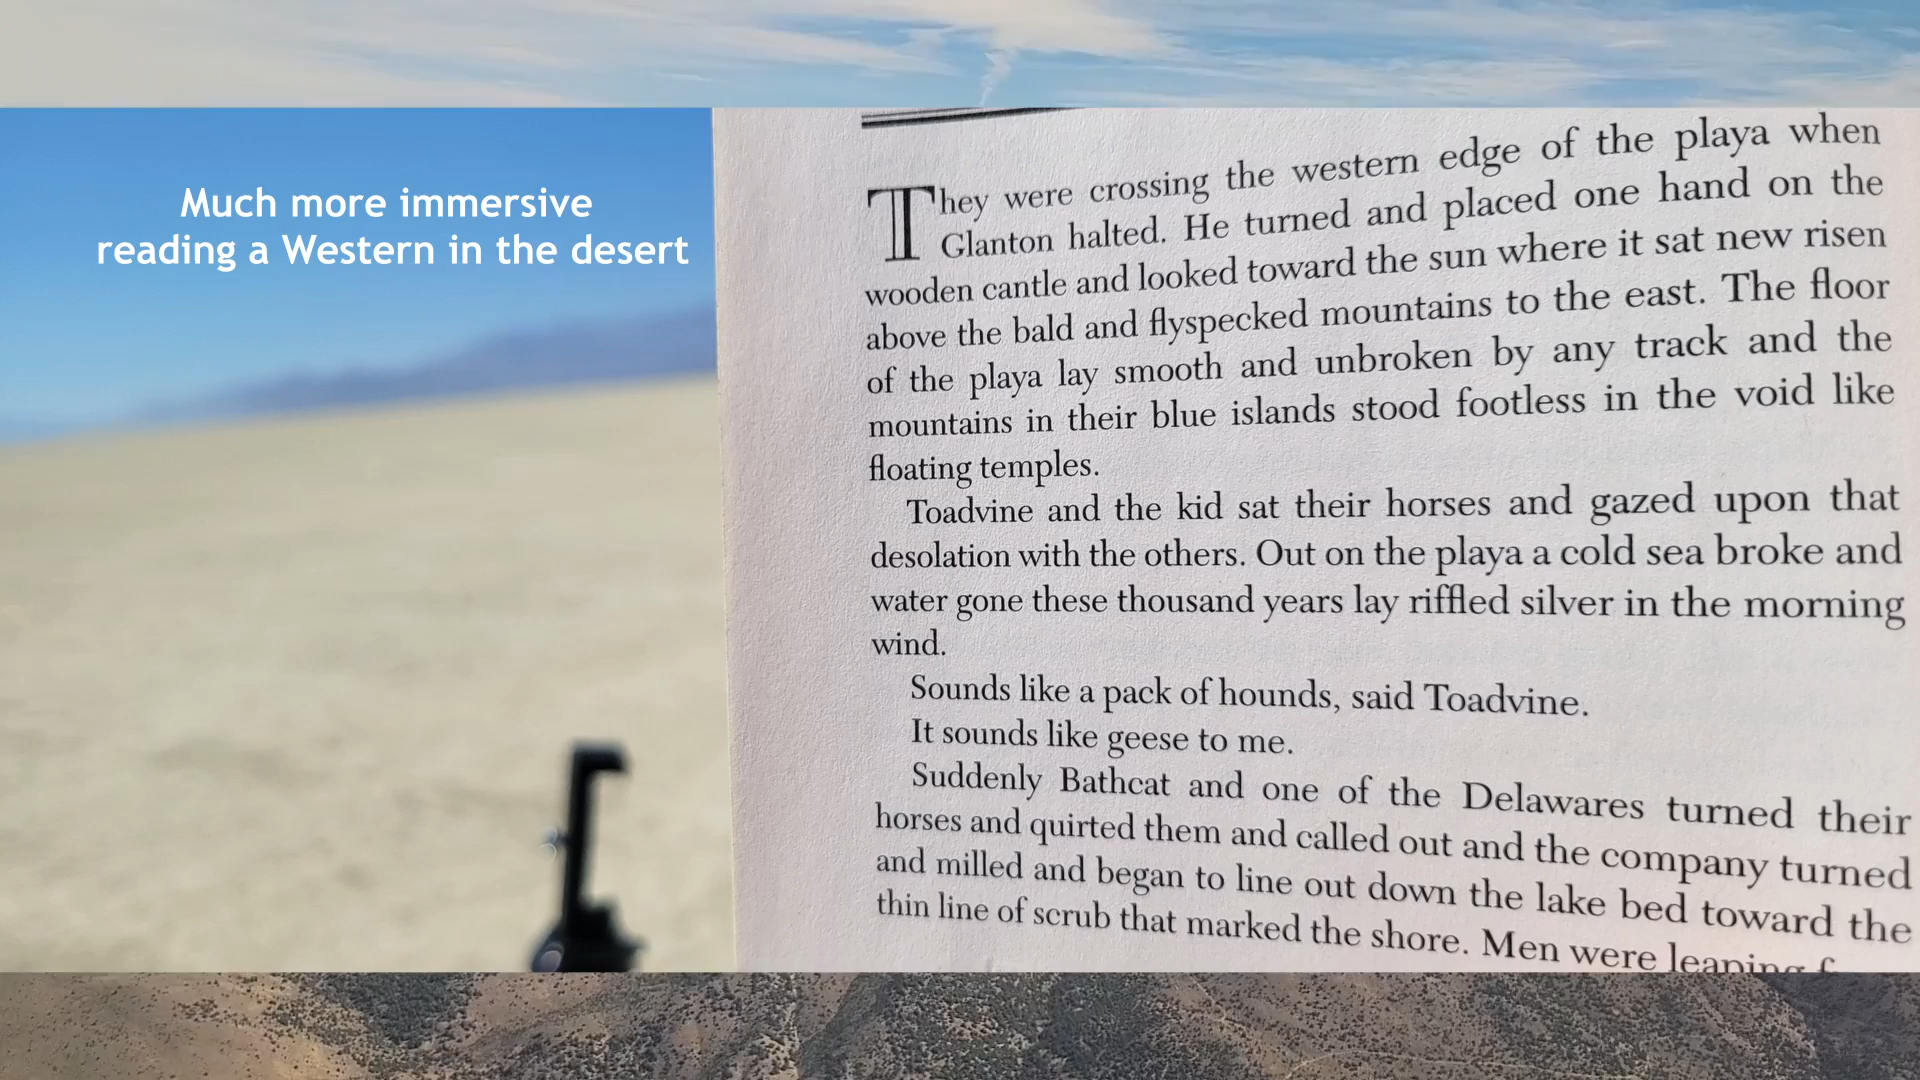 Much more immersive
reading a Western in the desert
They were crossing the western edge of the playa when
Glanton halted. He turned and placed one hand on the
wooden cantle and looked toward the sun where it sat new risen
above the bald and flyspecked mountains to the east. The floor
of the playa lay smooth and unbroken by any track and the
mountains in their blue islands stood footless in the void like
floating temples.
Toadvine and the kid sat their horses and gazed upon that
desolation with the others. Out on the playa a cold sea broke and
water gone these thousand years lay riffled silver in the morning
wind.
Sounds like a pack of hounds, said Toadvine.
It sounds like geese to me.
Suddenly Bathcat and one of the Delawares turned their
horses and quirted them and called out and the company turned
and milled and began to line out down the lake bed toward the
thin line of scrub that marked the shore. Men were leaping